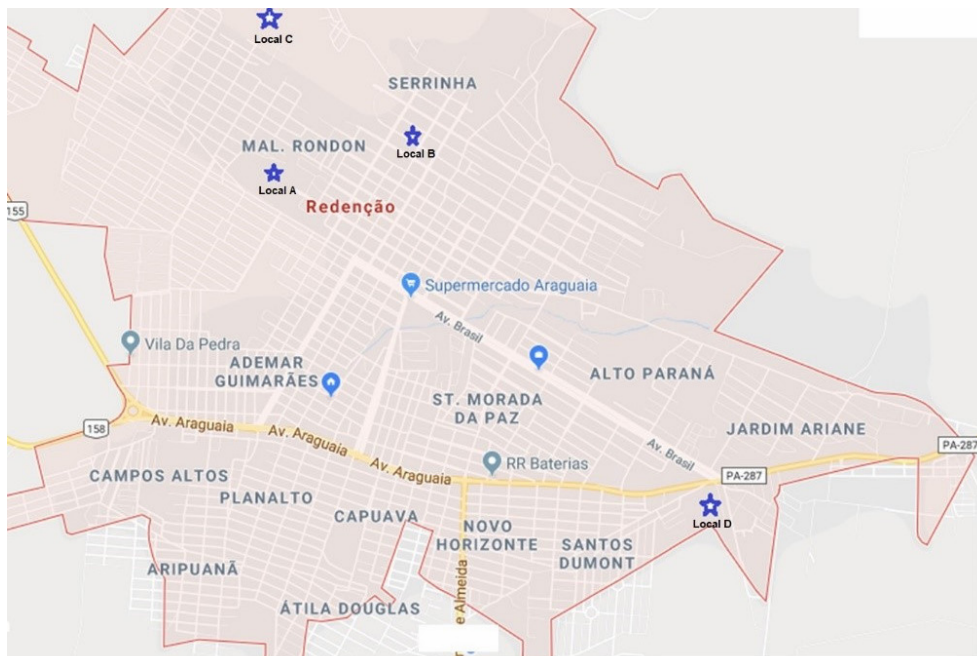 Local C
SERRINHA
Local B
MAL. RONDON
Local A
Redenção
155
Supermercado Araguaia
Av. Brasil
Vila Da Pedra
ADEMAR
GUIMARÃES
ALTO PARANÁ
ST. MORADA
DA PAZ
158
Av. Araguaia
Av. Araguaia
Av. Araguaia
Av. Brasil
JARDIM ARIANE
PA-287
RR Baterias
PA-287
CAMPOS ALTOS
PLANALTO
CAPUAVA
Local D
NOVO
HORIZONTE
SANTOS
DUMONT
ARIPUANÃ
ÁTILA DOUGLAS
e Almeida